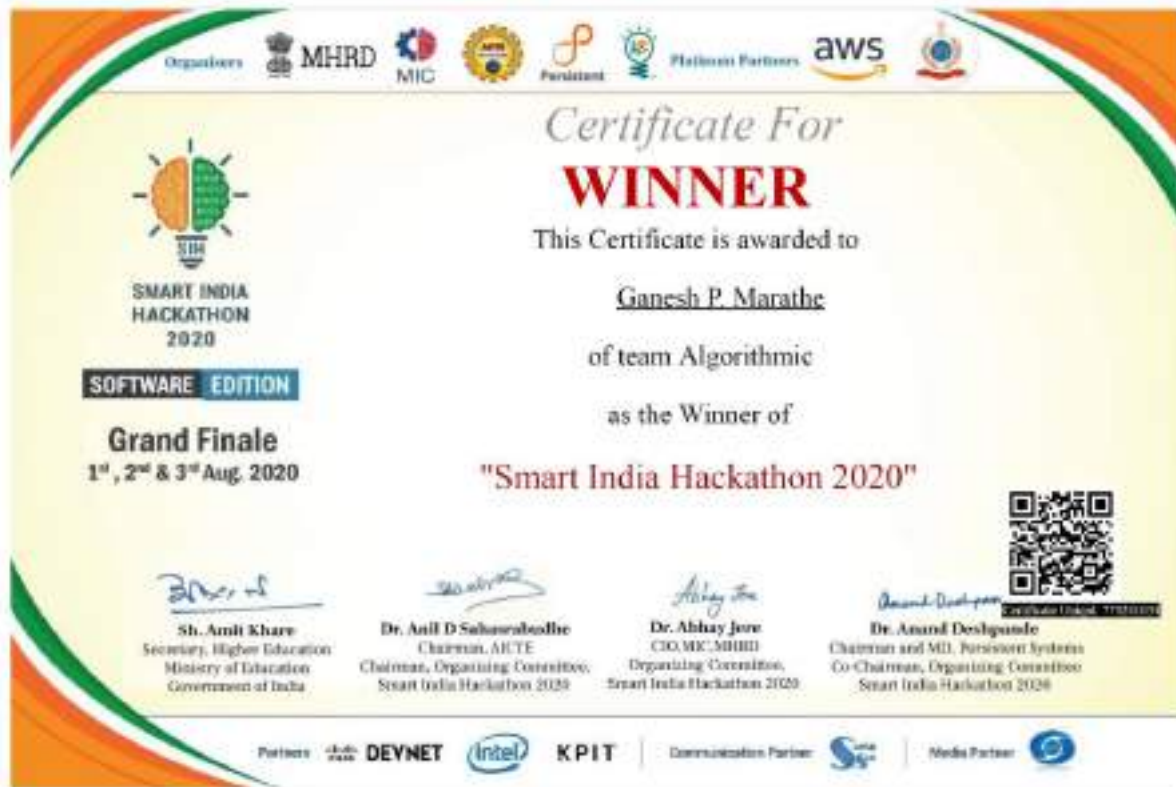 Organisers
MHRD
MIC
Persistent
Platinum Partners
aws
Certificate For
WINNER
This Certificate is awarded to
Ganesh P. Marathe
of team Algorithmic
as the Winner of
"Smart India Hackathon 2020"
SIH
SMART INDIA
HACKATHON
2020
SOFTWARE EDITION
Grand Finale
1st, 2nd & 3rd Aug. 2020
Sh. Amit Khare
Secretary, Higher Education
Ministry of Education
Government of India
Dr. Anil D Sahasrabudhe
Chairman, AICTE
Chairman, Organizing Committee,
Smart India Hackathon 2020
Abhay Jere
Dr. Abhay Jere
CIO, MIC, MHRD
Organizing Committee,
Smart India Hackathon 2020
Anand Deshpande
Dr. Anand Deshpande
Chairman and MD, Persistent Systems
Co-Chairman, Organizing Committee
Smart India Hackathon 2020
Partners
DEVNET
intel
KPIT
Communication Partner
Media Partner